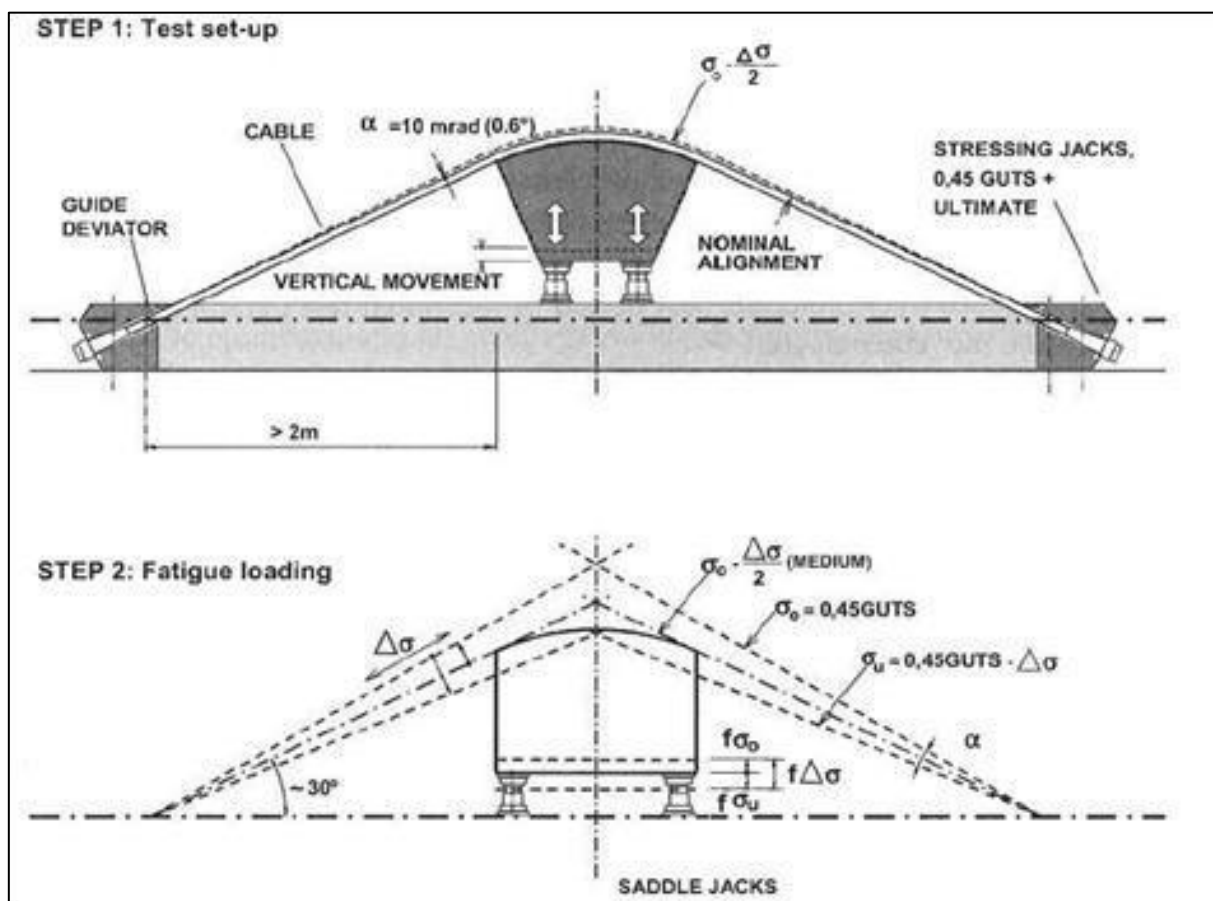 STEP 1: Test set-up
σo - Δσ/2
α =10 mrad (0.6°)
CABLE
STRESSING JACKS,
0,45 GUTS +
ULTIMATE
GUIDE
DEVIATOR
NOMINAL
ALIGNMENT
VERTICAL MOVEMENT
> 2m
STEP 2: Fatigue loading
σo - Δσ/2 (MEDIUM)
σo = 0,45GUTS
Δσ
σu = 0,45GUTS - Δσ
α
fσo
fΔσ
~30°
fσu
SADDLE JACKS